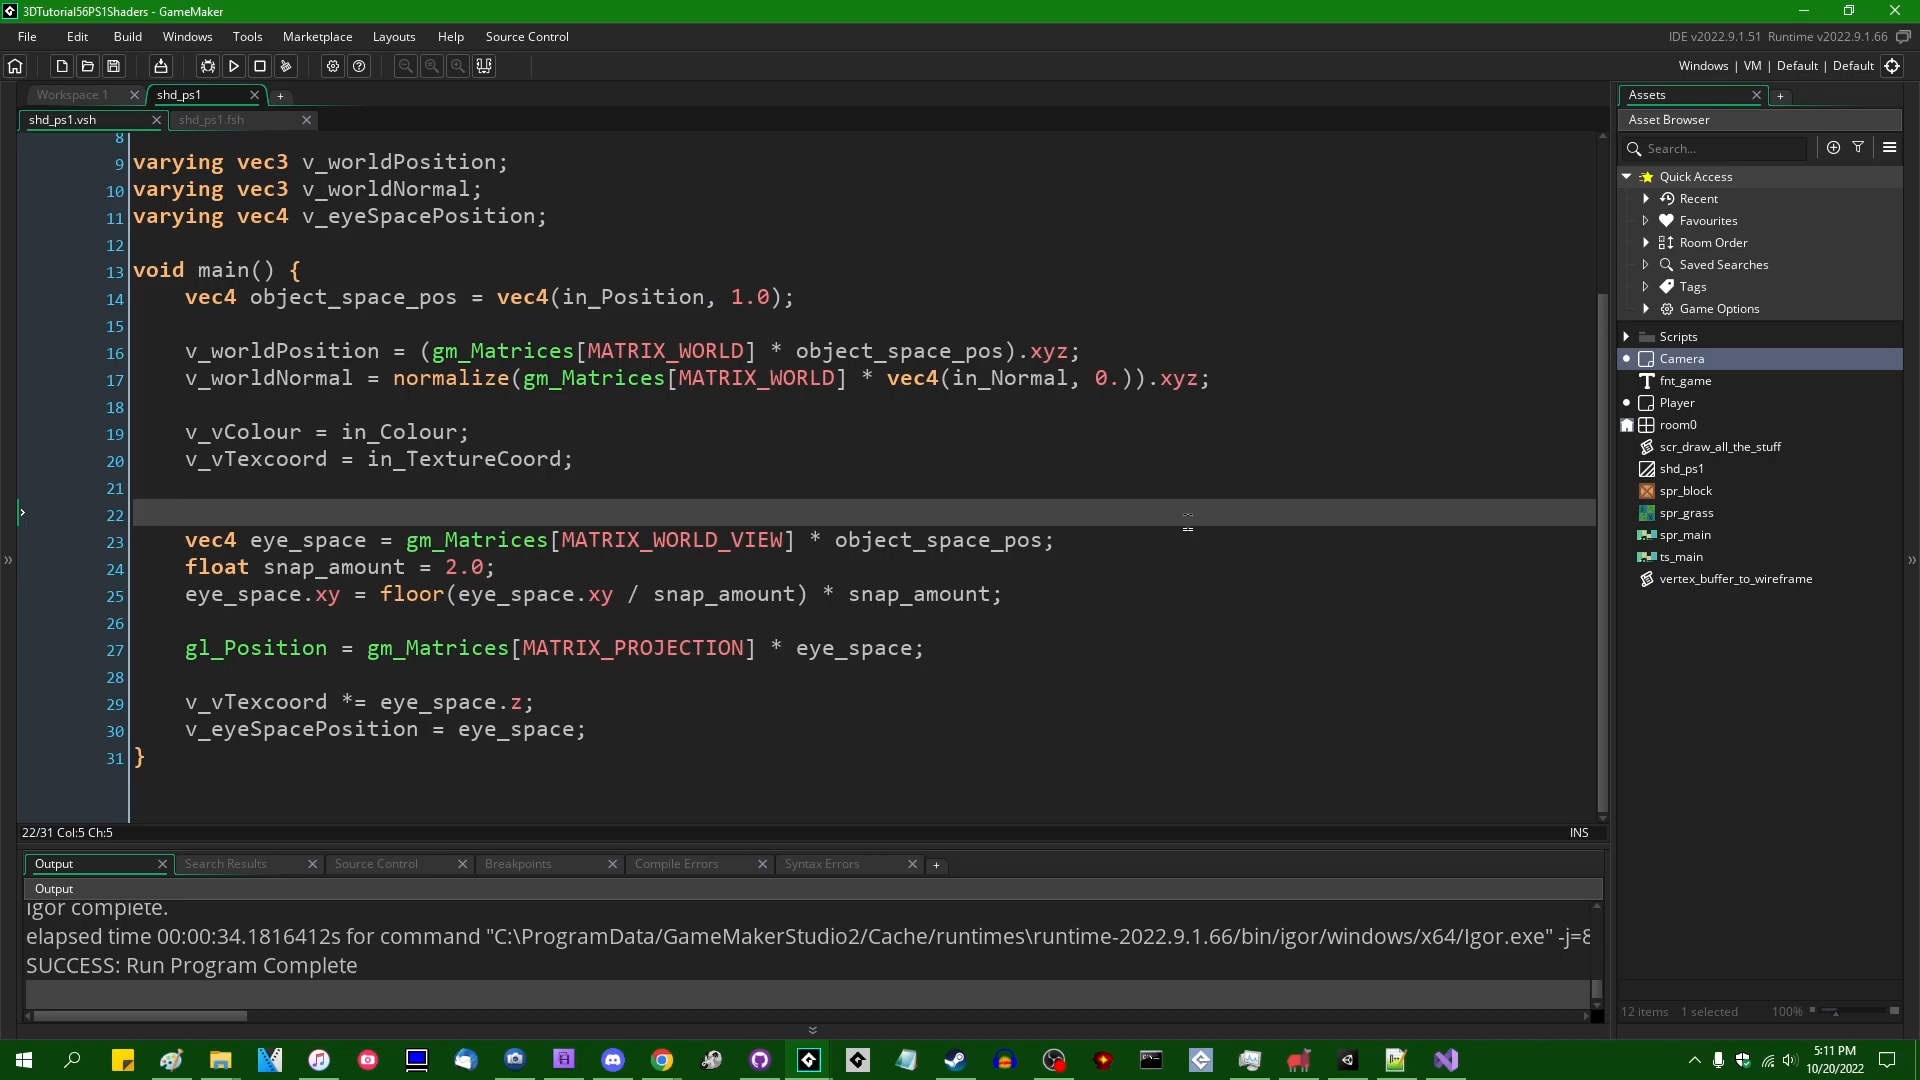 3DTutorial56PS1Shaders - GameMaker
File Edit Build Windows Tools Marketplace Layouts Help Source Control
IDE v2022.9.1.51 Runtime v2022.9.1.66
Windows | VM | Default | Default
Workspace 1
shd_ps1
shd_ps1.vsh
shd_ps1.fsh
8
9 varying vec3 v_worldPosition;
10 varying vec3 v_worldNormal;
11 varying vec4 v_eyeSpacePosition;
12
13 void main() {
14 vec4 object_space_pos = vec4(in_Position, 1.0);
15
16 v_worldPosition = (gm_Matrices[MATRIX_WORLD] * object_space_pos).xyz;
17 v_worldNormal = normalize(gm_Matrices[MATRIX_WORLD] * vec4(in_Normal, 0.)).xyz;
18
19 v_vColour = in_Colour;
20 v_vTexcoord = in_TextureCoord;
21
22
23 vec4 eye_space = gm_Matrices[MATRIX_WORLD_VIEW] * object_space_pos;
24 float snap_amount = 2.0;
25 eye_space.xy = floor(eye_space.xy / snap_amount) * snap_amount;
26
27 gl_Position = gm_Matrices[MATRIX_PROJECTION] * eye_space;
28
29 v_vTexcoord *= eye_space.z;
30 v_eyeSpacePosition = eye_space;
31 }
22/31 Col:5 Ch:5
INS
Output
Search Results
Source Control
Breakpoints
Compile Errors
Syntax Errors
Output
Igor complete.
elapsed time 00:00:34.1816412s for command "C:\ProgramData/GameMakerStudio2/Cache/runtimes\runtime-2022.9.1.66/bin/igor/windows/x64/Igor.exe" -j=8
SUCCESS: Run Program Complete
Assets
Asset Browser
Search...
Quick Access
Recent
Favourites
Room Order
Saved Searches
Tags
Game Options
Scripts
Camera
fnt_game
Player
room0
scr_draw_all_the_stuff
shd_ps1
spr_block
spr_grass
spr_main
ts_main
vertex_buffer_to_wireframe
12 items 1 selected 100%
5:11 PM
10/20/2022